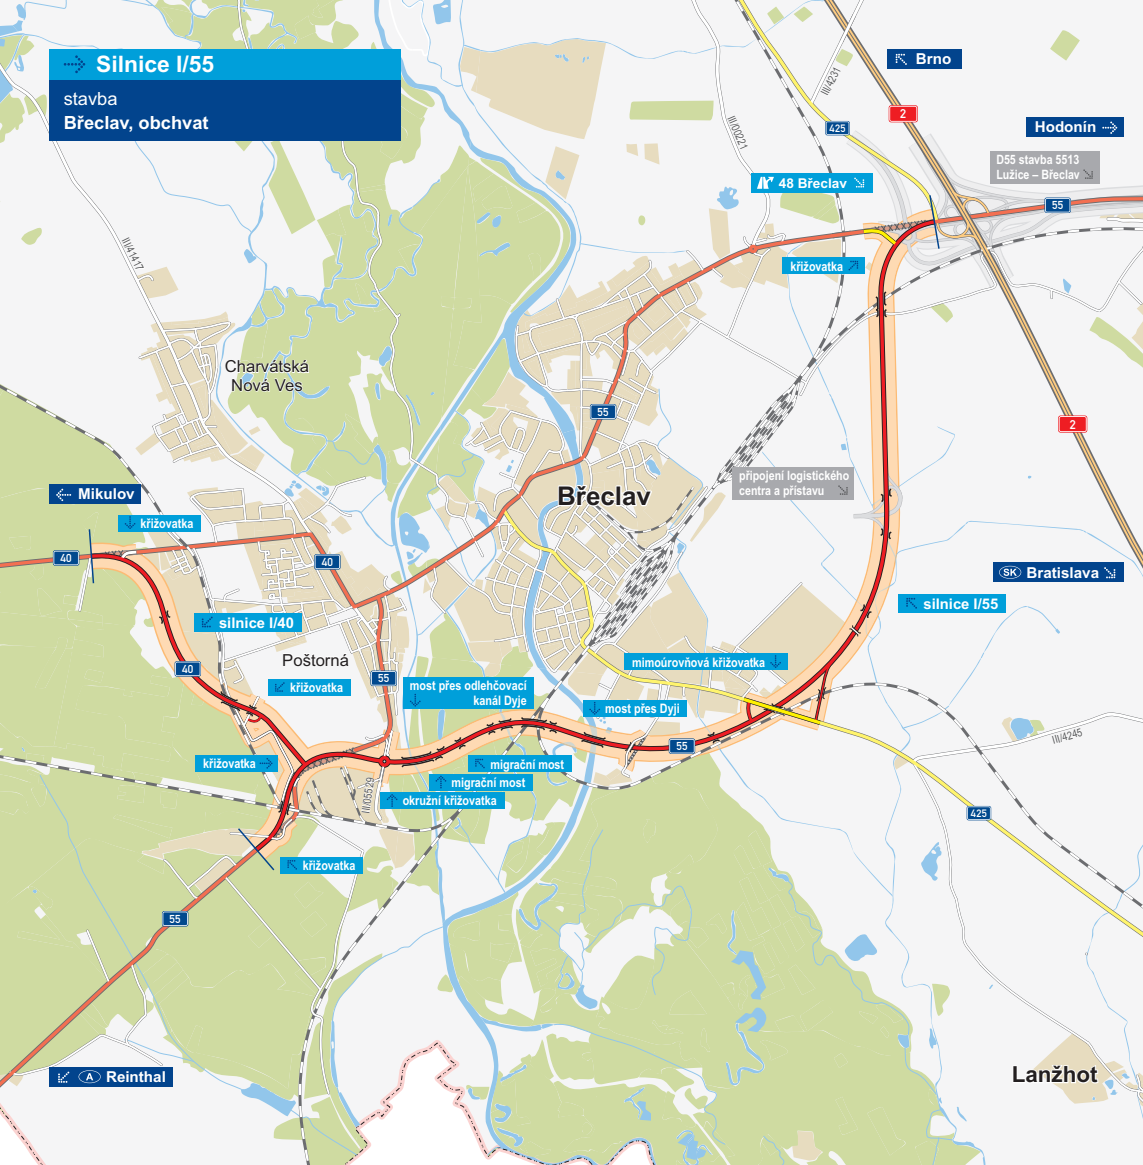 Silnice I/55
stavba
Břeclav, obchvat
Brno
2
Hodonín
III/4231
425
III/00221
D55 stavba 5513
Lužice – Břeclav
48 Břeclav
55
křižovatka
III/41417
Charvátská
Nová Ves
55
2
připojení logistického
centra a přístavu
Břeclav
Mikulov
křižovatka
40
40
SK Bratislava
silnice I/55
silnice I/40
Poštorná
40
křižovatka
55
most přes odlehčovací
kanál Dyje
mimoúrovňová křižovatka
most přes Dyji
55
III/4245
křižovatka
migrační most
migrační most
okružní křižovatka
III/05529
425
křižovatka
55
A Reinthal
Lanžhot